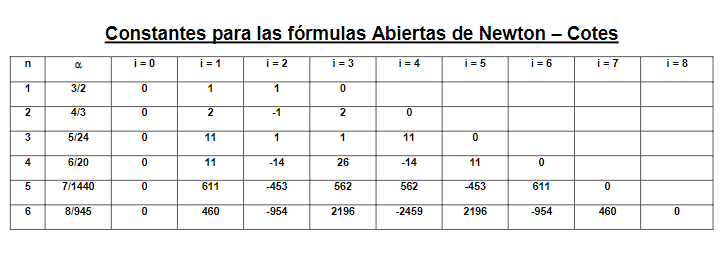 Constantes para las fórmulas Abiertas de Newton – Cotes
n α i = 0 i = 1 i = 2 i = 3 i = 4 i = 5 i = 6 i = 7 i = 8
1 3/2 0 1 1 0
2 4/3 0 2 -1 2 0
3 5/24 0 11 1 1 11 0
4 6/20 0 11 -14 26 -14 11 0
5 7/1440 0 611 -453 562 562 -453 611 0
6 8/945 0 460 -954 2196 -2459 2196 -954 460 0